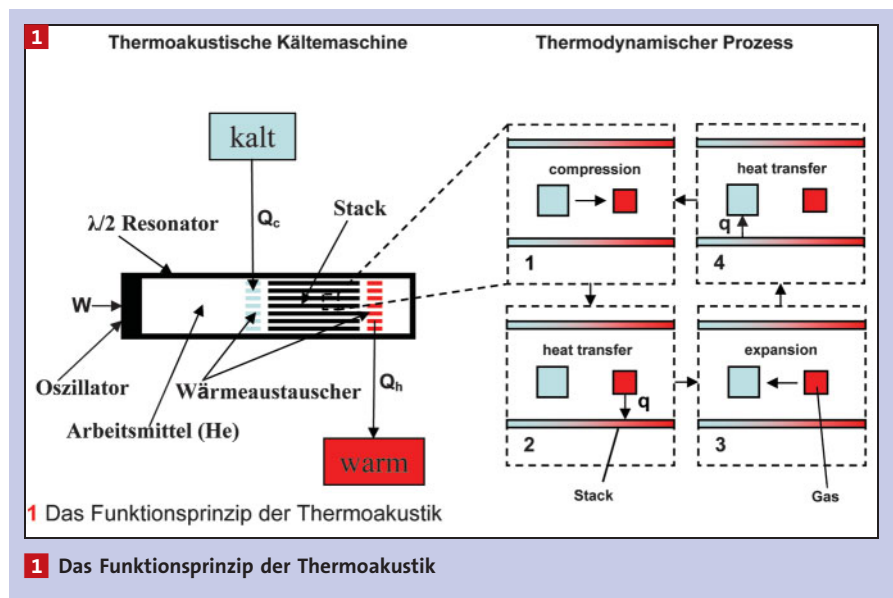 1
Thermoakustische Kältemaschine
Thermodynamischer Prozess
kalt
Qc
Stack
λ/2 Resonator
W
Oszillator
Wärmeaustauscher
Qh
Arbeitsmittel (He)
warm
compression
1
heat transfer
q
4
heat transfer
q
2
expansion
3
Stack
Gas
1 Das Funktionsprinzip der Thermoakustik
1 Das Funktionsprinzip der Thermoakustik